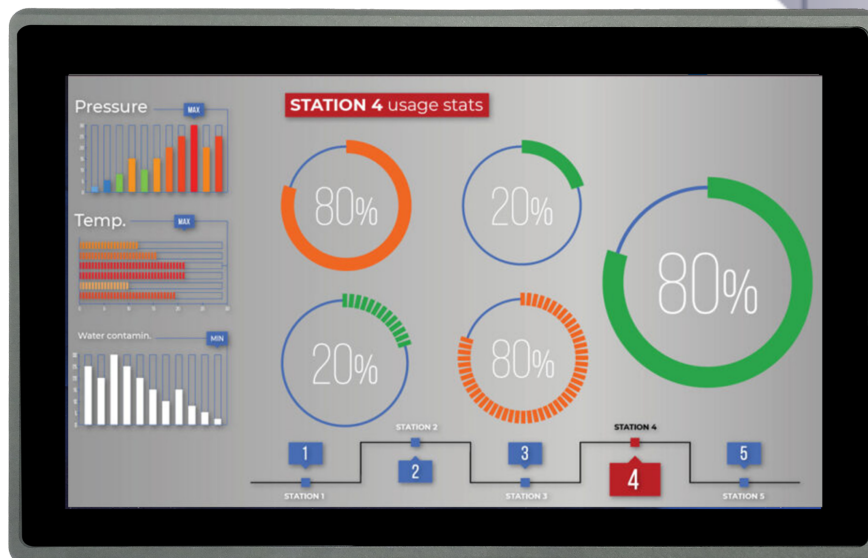 Pressure
MAX
STATION 4 usage stats
80%
20%
80%
Temp.
MAX
Water contamin.
MIN
20%
80%
STATION 2
STATION 4
1
2
3
4
5
STATION 1
STATION 3
STATION 5